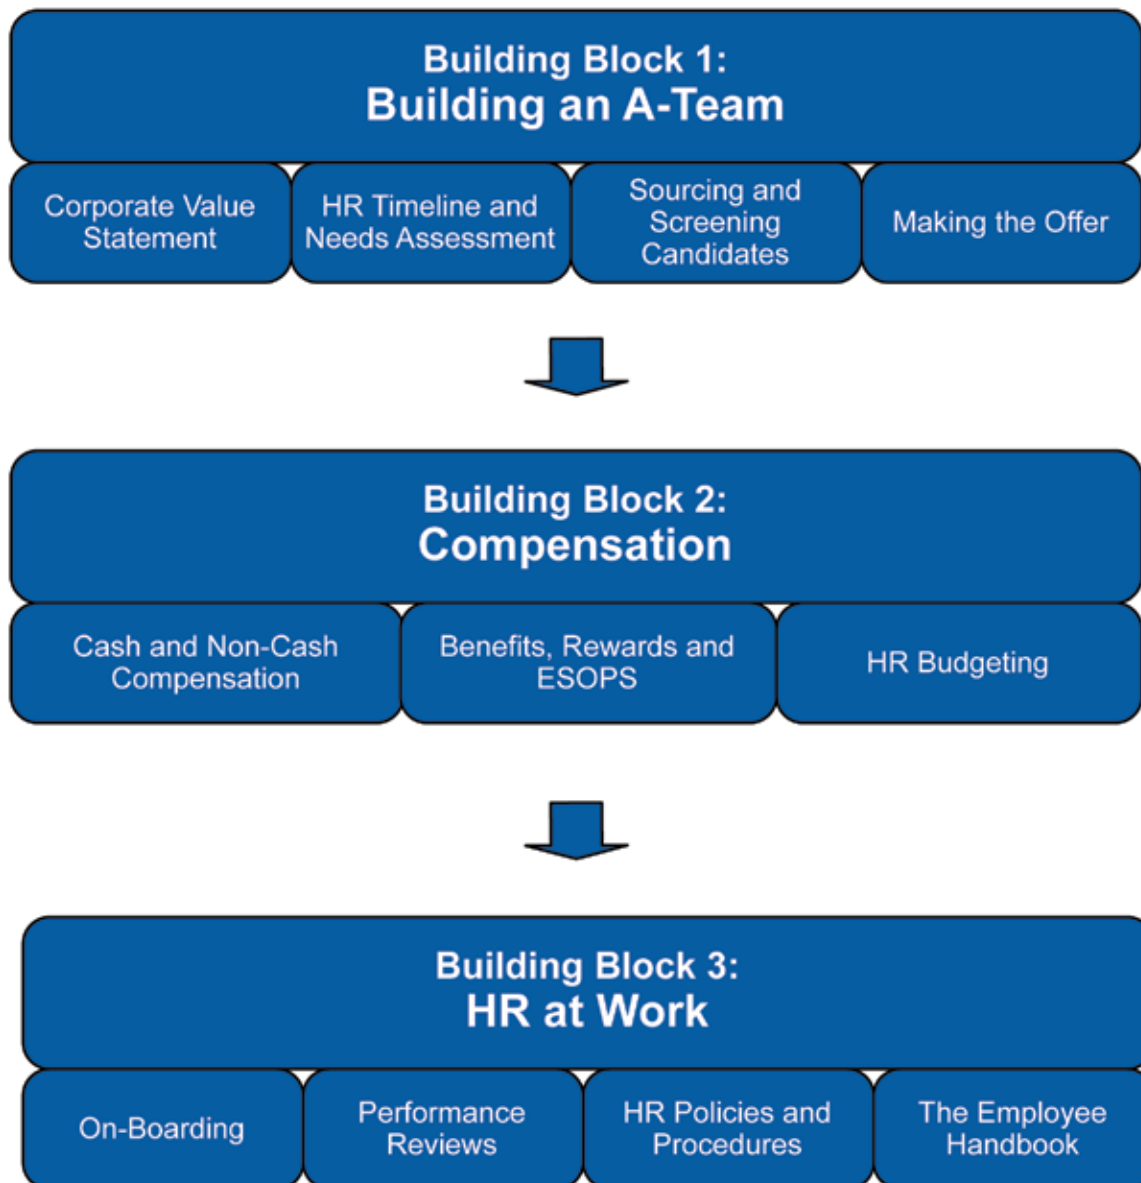 Building Block 1:
Building an A-Team
Corporate Value
Statement
HR Timeline and
Needs Assessment
Sourcing and
Screening
Candidates
Making the Offer
Building Block 2:
Compensation
Cash and Non-Cash
Compensation
Benefits, Rewards and
ESOPS
HR Budgeting
Building Block 3:
HR at Work
On-Boarding
Performance
Reviews
HR Policies and
Procedures
The Employee
Handbook